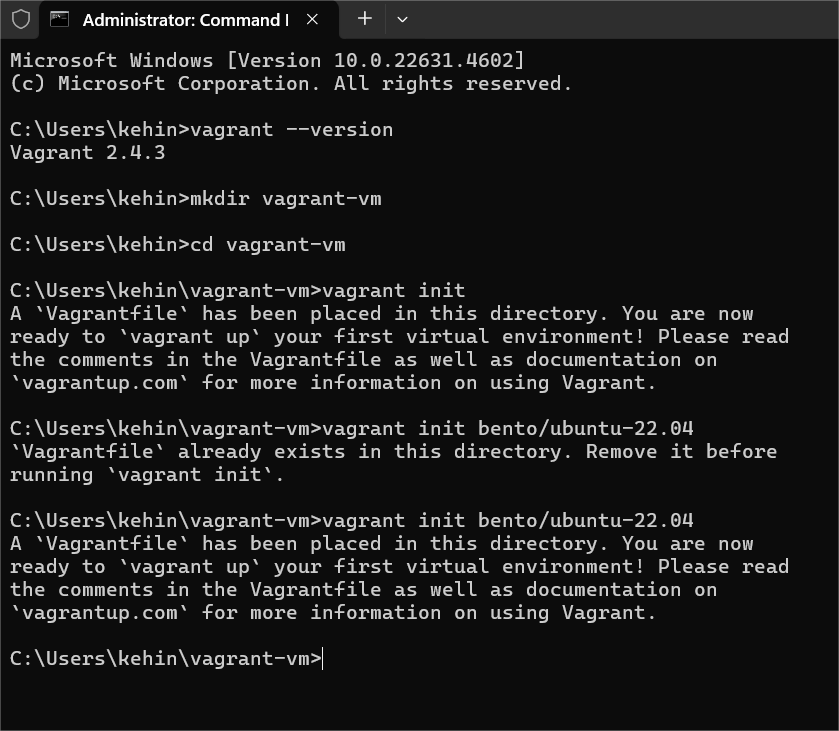 Administrator: Command I
Microsoft Windows [Version 10.0.22631.4602]
(c) Microsoft Corporation. All rights reserved.
C:\Users\kehin>vagrant --version
Vagrant 2.4.3
C:\Users\kehin>mkdir vagrant-vm
C:\Users\kehin>cd vagrant-vm
C:\Users\kehin\vagrant-vm>vagrant init
A `Vagrantfile` has been placed in this directory. You are now
ready to `vagrant up` your first virtual environment! Please read
the comments in the Vagrantfile as well as documentation on
`vagrantup.com` for more information on using Vagrant.
C:\Users\kehin\vagrant-vm>vagrant init bento/ubuntu-22.04
`Vagrantfile` already exists in this directory. Remove it before
running `vagrant init`.
C:\Users\kehin\vagrant-vm>vagrant init bento/ubuntu-22.04
A `Vagrantfile` has been placed in this directory. You are now
ready to `vagrant up` your first virtual environment! Please read
the comments in the Vagrantfile as well as documentation on
`vagrantup.com` for more information on using Vagrant.
C:\Users\kehin\vagrant-vm>